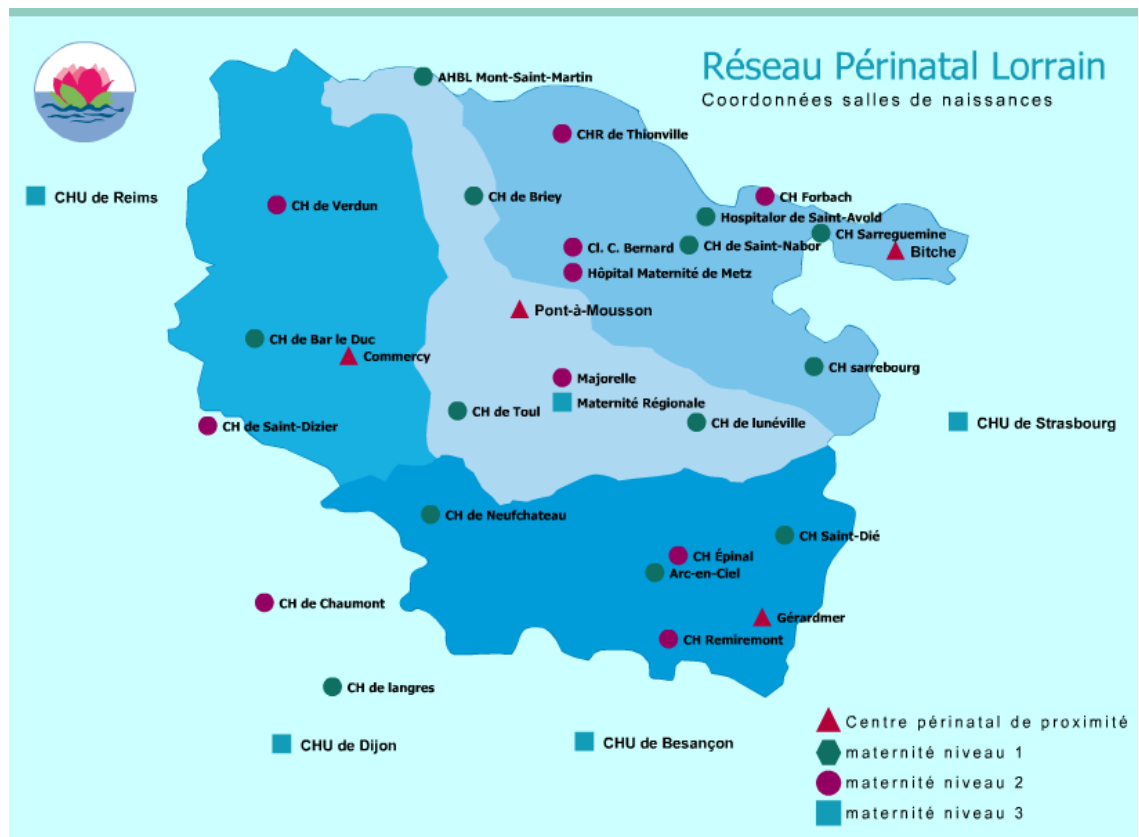 Réseau Périnatal Lorrain
Coordonnées salles de naissances
AHBL Mont-Saint-Martin
CHR de Thionville
CHU de Reims
CH de Verdun
CH de Briey
CH Forbach
Hospitalor de Saint-Avold
CH Sarreguemine
Cl. C. Bernard
CH de Saint-Nabor
Bitche
Hôpital Maternité de Metz
Pont-à-Mousson
CH de Bar le Duc
Commercy
CH sarrebourg
Majorelle
Maternité Régionale
CH de Toul
CH de lunéville
CH de Saint-Dizier
CHU de Strasbourg
CH de Neufchateau
CH Saint-Dié
CH Épinal
Arc-en-Ciel
CH de Chaumont
Gérardmer
CH Remiremont
CH de langres
CHU de Dijon
CHU de Besançon
Centre périnatal de proximité
maternité niveau 1
maternité niveau 2
maternité niveau 3